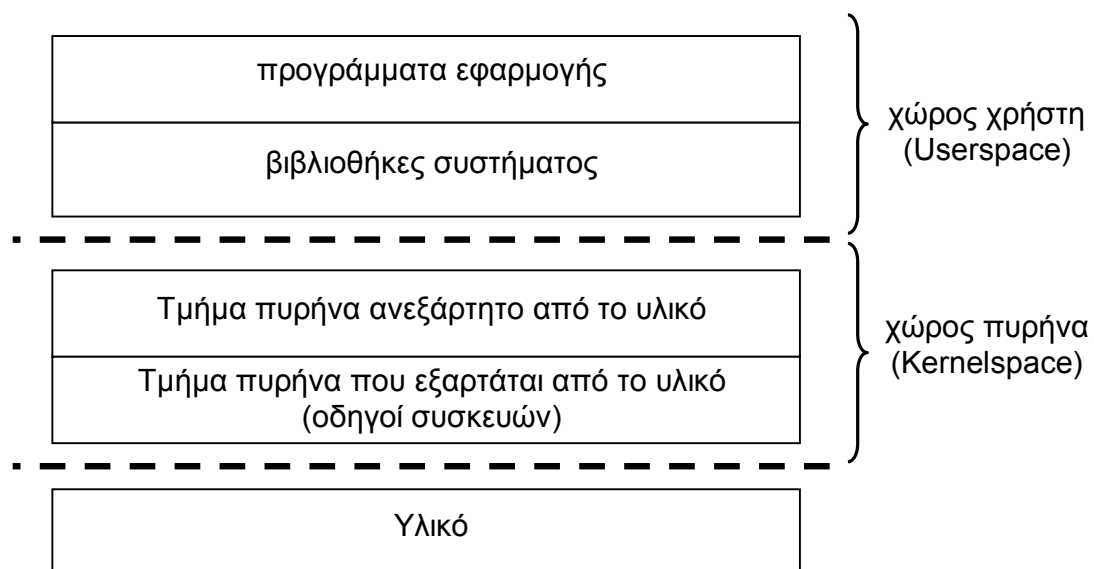 προγράμματα εφαρμογής
βιβλιοθήκες συστήματος
χώρος χρήστη
(Userspace)
Τμήμα πυρήνα ανεξάρτητο από το υλικό
Τμήμα πυρήνα που εξαρτάται από το υλικό
(οδηγοί συσκευών)
χώρος πυρήνα
(Kernelspace)
Υλικό